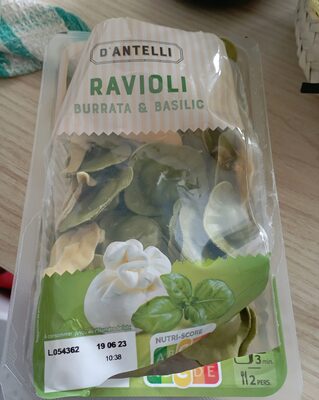 D'ANTELLI
RAVIOLI
BURRATA & BASILIC
L.054362
19 06 23
10:38
NUTRI-SCORE
A B C D E
3 min
2 PERS.